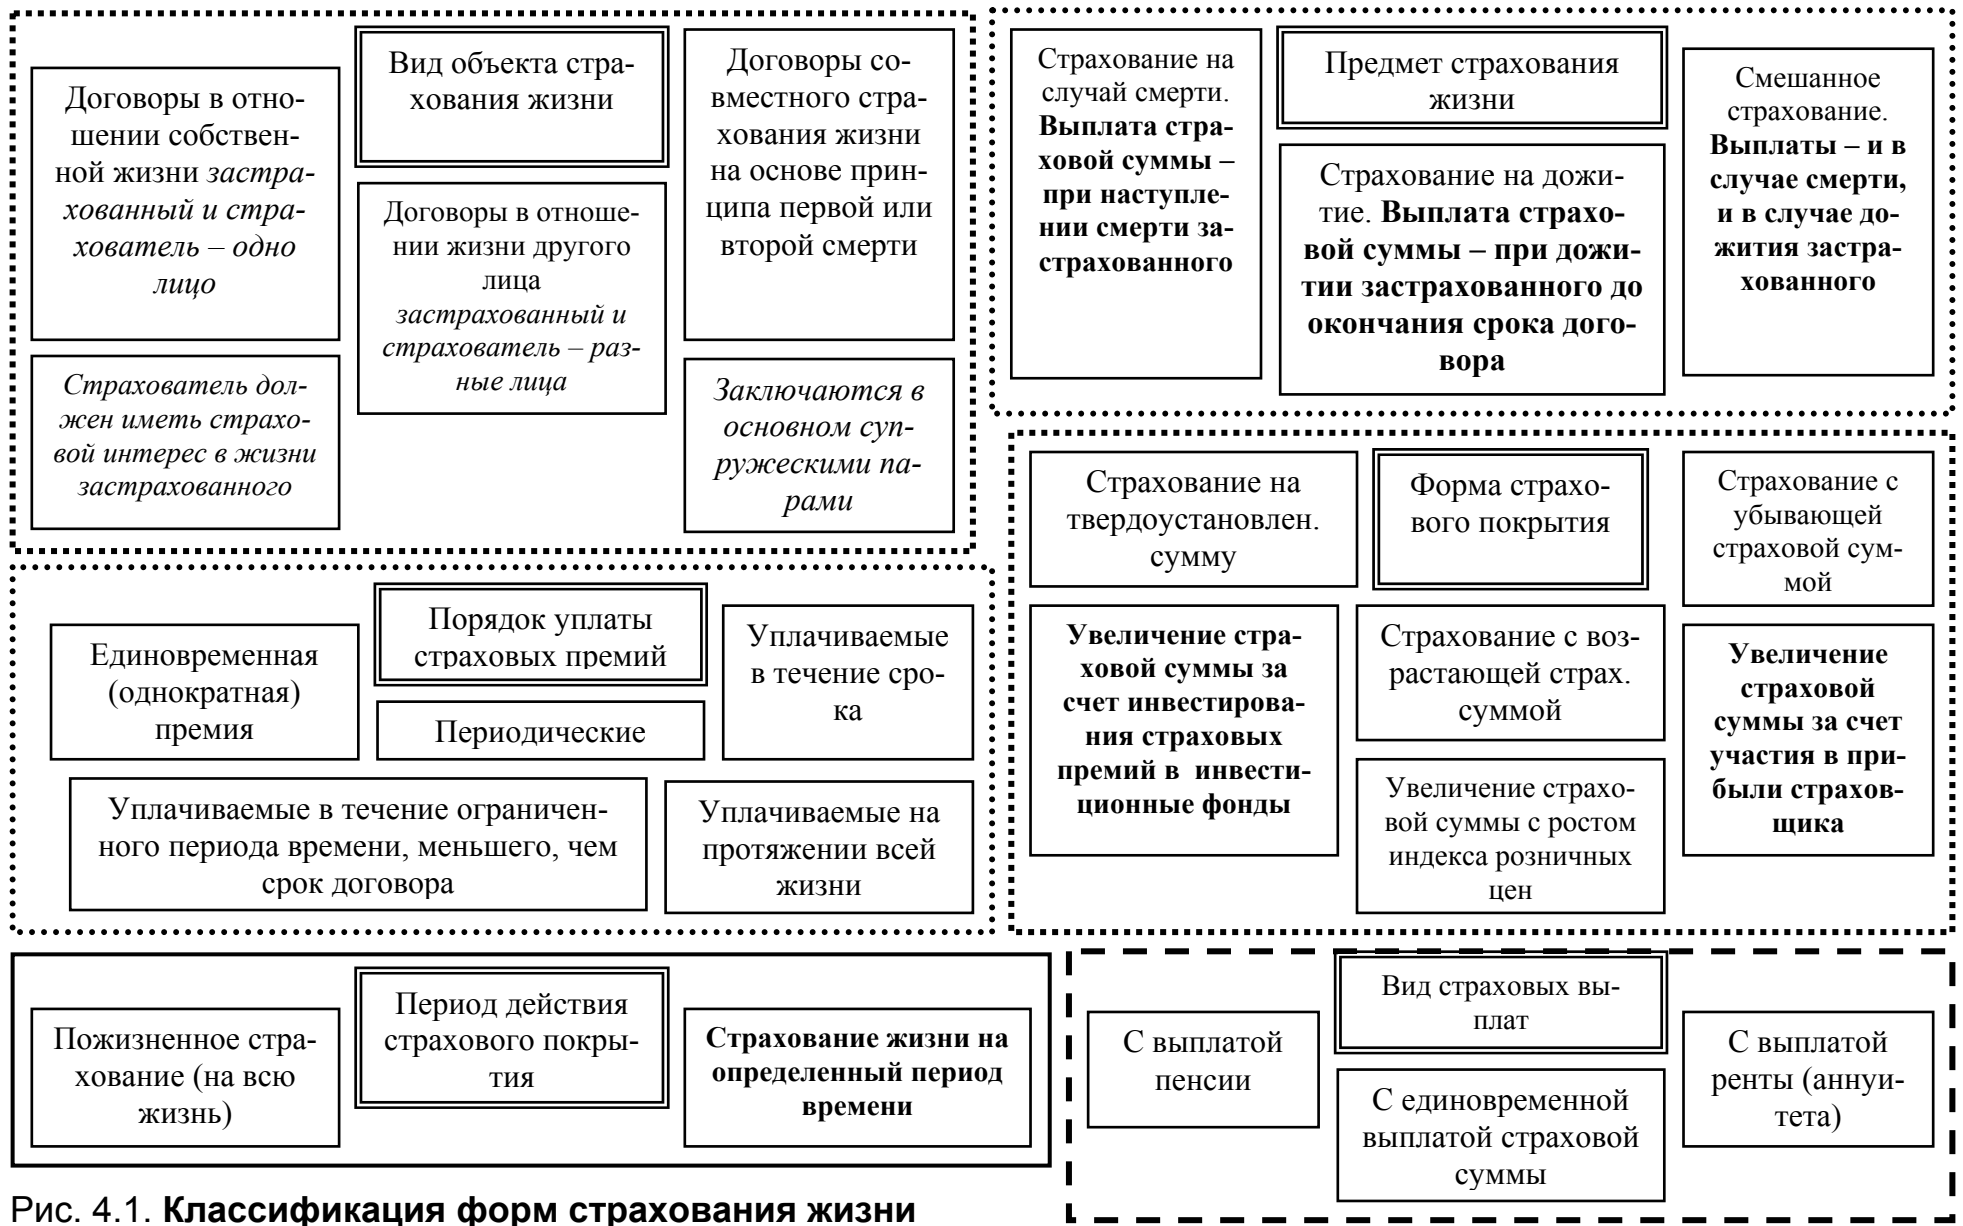 Вид объекта стра-
хования жизни
Договоры в отно-
шении собствен-
ной жизни застра-
хованный и стра-
хователь – одно
лицо
Договоры в отноше-
нии жизни другого
лица
застрахованный и
страхователь – раз-
ные лица
Договоры со-
вместного стра-
хования жизни
на основе прин-
ципа первой или
второй смерти
Страхователь дол-
жен иметь страхо-
вой интерес в жизни
застрахованного
Заключаются в
основном суп-
ружескими па-
рами
Предмет страхования
жизни
Страхование на
случай смерти.
Выплата стра-
ховой суммы –
при наступле-
нии смерти за-
страхованного
Страхование на дожи-
тие. Выплата страхо-
вой суммы – при дожи-
тии застрахованного до
окончания срока дого-
вора
Смешанное
страхование.
Выплаты – и в
случае смерти,
и в случае до-
жития застра-
хованного
Порядок уплаты
страховых премий
Единовременная
(однократная)
премия
Периодические
Уплачиваемые
в течение сро-
ка
Уплачиваемые в течение ограничен-
ного периода времени, меньшего, чем
срок договора
Уплачиваемые на
протяжении всей
жизни
Форма страхо-
вого покрытия
Страхование на
твердоустановлен.
сумму
Страхование с
убывающей
страховой сум-
мой
Увеличение стра-
ховой суммы за
счет инвестирова-
ния страховых
премий в инвести-
ционные фонды
Страхование с воз-
растающей страх.
суммой
Увеличение страхо-
вой суммы с ростом
индекса розничных
цен
Увеличение
страховой
суммы за счет
участия в при-
были страхов-
щика
Период действия
страхового покры-
тия
Пожизненное стра-
хование (на всю
жизнь)
Страхование жизни на
определенный период
времени
Вид страховых вы-
плат
С выплатой
пенсии
С единовременной
выплатой страховой
суммы
С выплатой
ренты (аннуи-
тета)
Рис. 4.1. Классификация форм страхования жизни